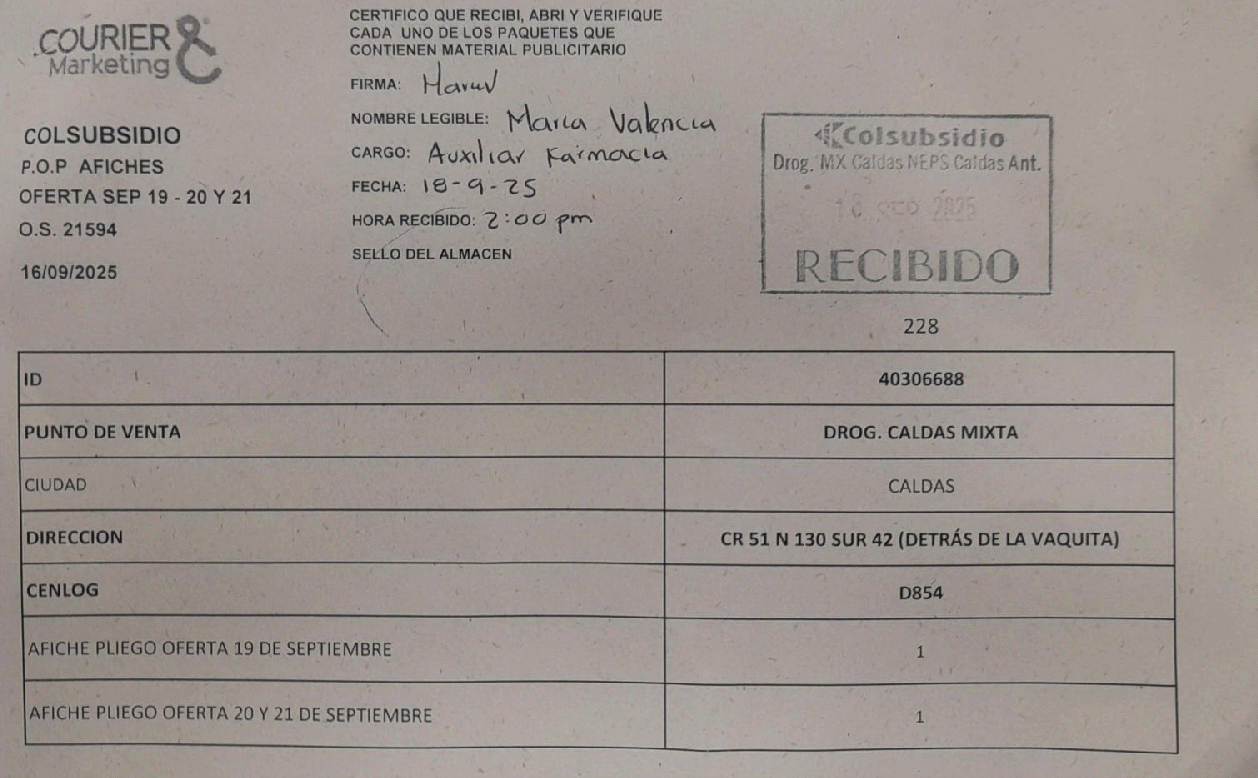 COURIER &
Marketing
COLSUBSIDIO
P.O.P AFICHES
OFERTA SEP 19 - 20 Y 21
O.S. 21594
16/09/2025
CERTIFICO QUE RECIBI, ABRI Y VERIFIQUE
CADA UNO DE LOS PAQUETES QUE
CONTIENEN MATERIAL PUBLICITARIO
FIRMA:
NOMBRE LEGIBLE: Maria Valencia
CARGO: Auxiliar Farmacia
FECHA: 18-9-25
HORA RECIBIDO: 2:00 pm
SELLO DEL ALMACEN
Colsubsidio
Drog. MX Caldas NEPS Caldas Ant.
2025
RECIBIDO
228
ID 40306688
PUNTO DE VENTA DROG. CALDAS MIXTA
CIUDAD CALDAS
DIRECCION CR 51 N 130 SUR 42 (DETRÁS DE LA VAQUITA)
CENLOG D854
AFICHE PLIEGO OFERTA 19 DE SEPTIEMBRE 1
AFICHE PLIEGO OFERTA 20 Y 21 DE SEPTIEMBRE 1